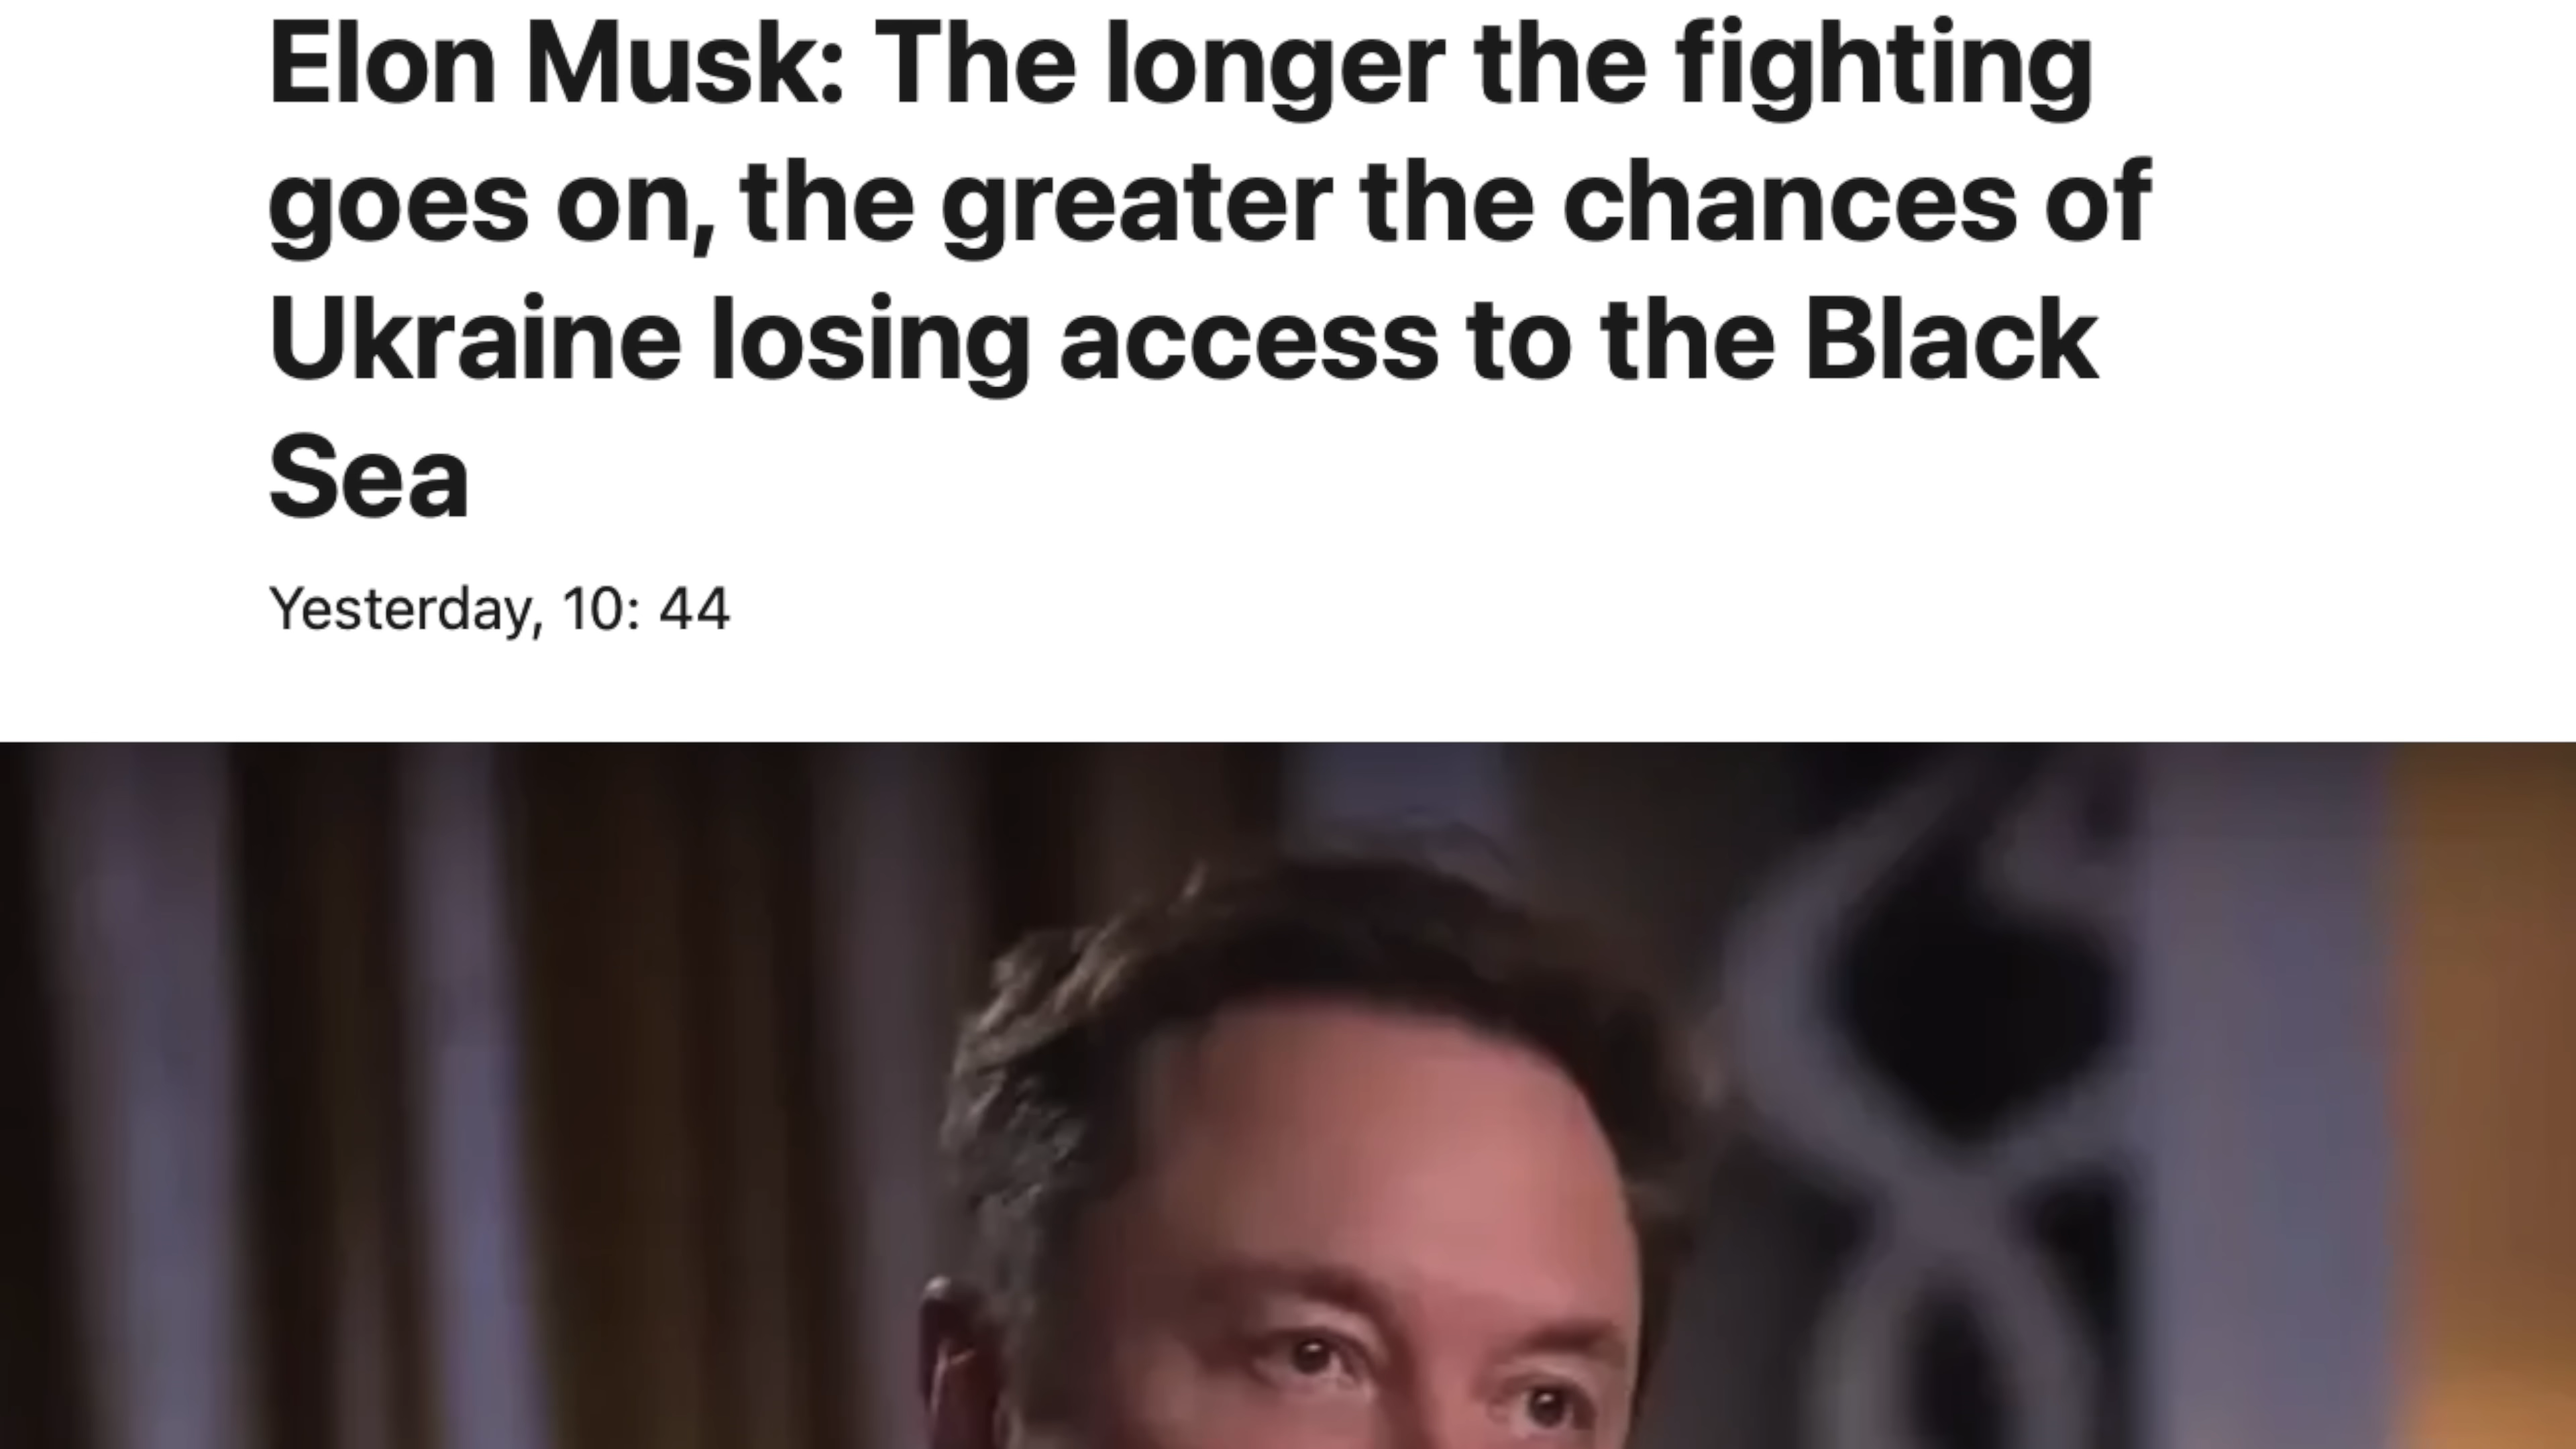 Elon Musk: The longer the fighting
goes on, the greater the chances of
Ukraine losing access to the Black
Sea
Yesterday, 10: 44